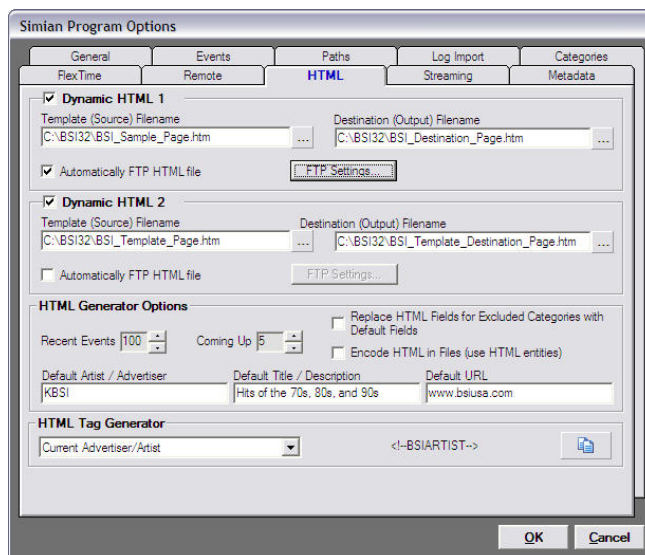 Simian Program Options
General Events Paths Log Import Categories
FlexTime Remote HTML Streaming Metadata
Dynamic HTML 1
Template (Source) Filename Destination (Output) Filename
C:\BSI32\BSI_Sample_Page.htm ... C:\BSI32\BSI_Destination_Page.htm ...
Automatically FTP HTML file FTP Settings...
Dynamic HTML 2
Template (Source) Filename Destination (Output) Filename
C:\BSI32\BSI_Template_Page.htm ... C:\BSI32\BSI_Template_Destination_Page.htm ...
Automatically FTP HTML file FTP Settings...
HTML Generator Options
Replace HTML Fields for Excluded Categories with
Default Fields
Recent Events 100 Coming Up 5
Encode HTML in Files (use HTML entities)
Default Artist / Advertiser Default Title / Description Default URL
KBSI Hits of the 70s, 80s, and 90s www.bsiusa.com
HTML Tag Generator
Current Advertiser/Artist <!--BSIARTIST-->
OK Cancel